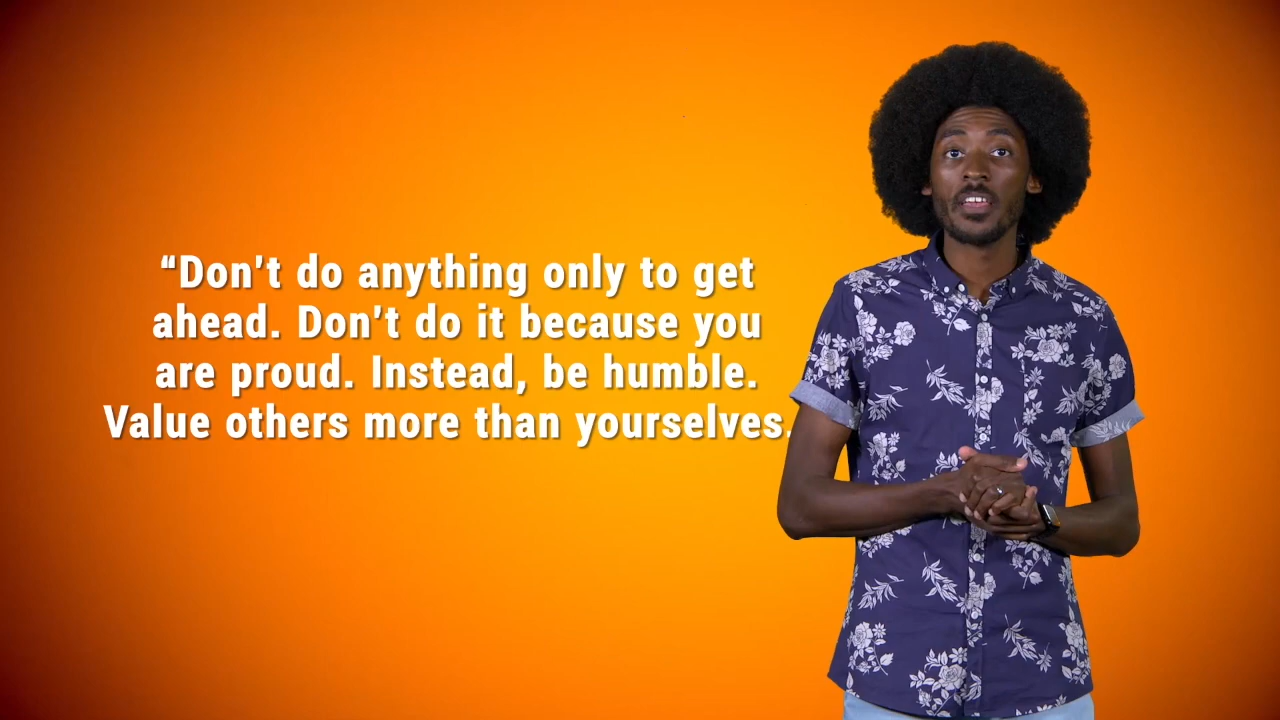 “Don't do anything only to get
ahead. Don't do it because you
are proud. Instead, be humble.
Value others more than yourselves.